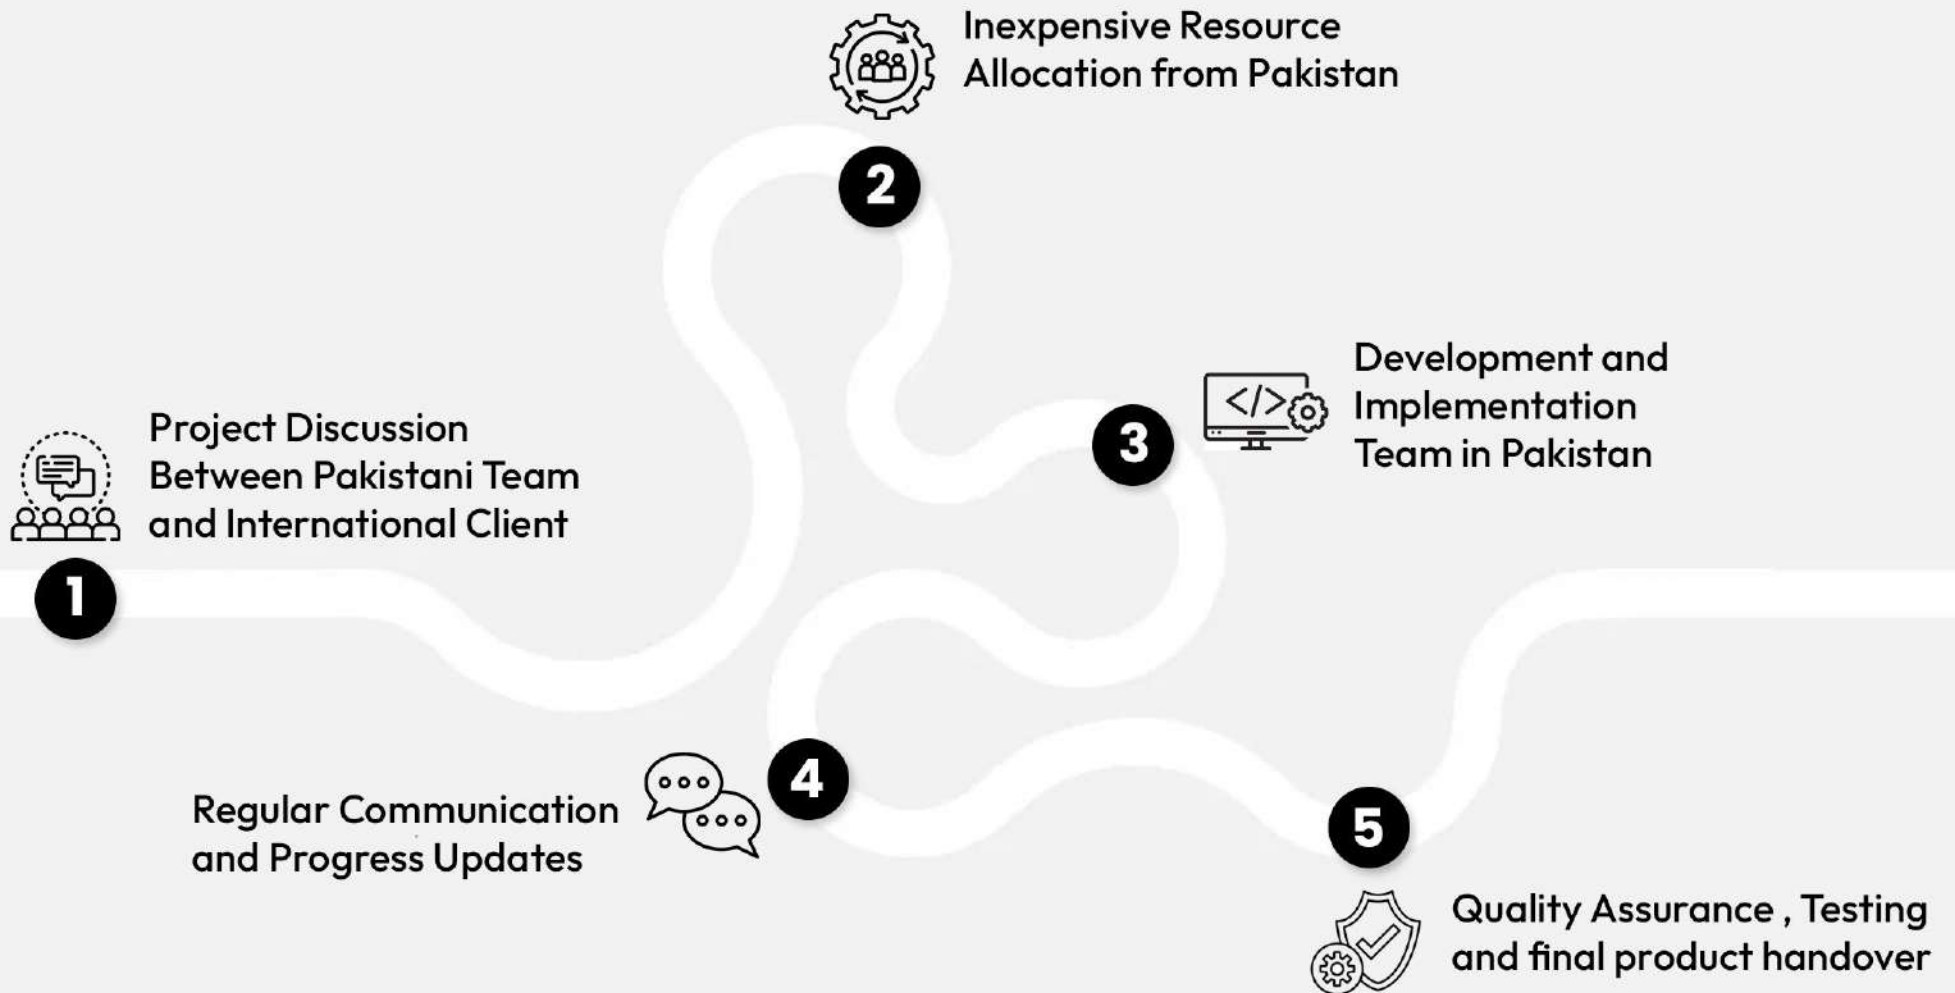 1
Project Discussion
Between Pakistani Team
and International Client
2
Inexpensive Resource
Allocation from Pakistan
3
</>
Development and
Implementation
Team in Pakistan
4
Regular Communication
and Progress Updates
5
Quality Assurance , Testing
and final product handover